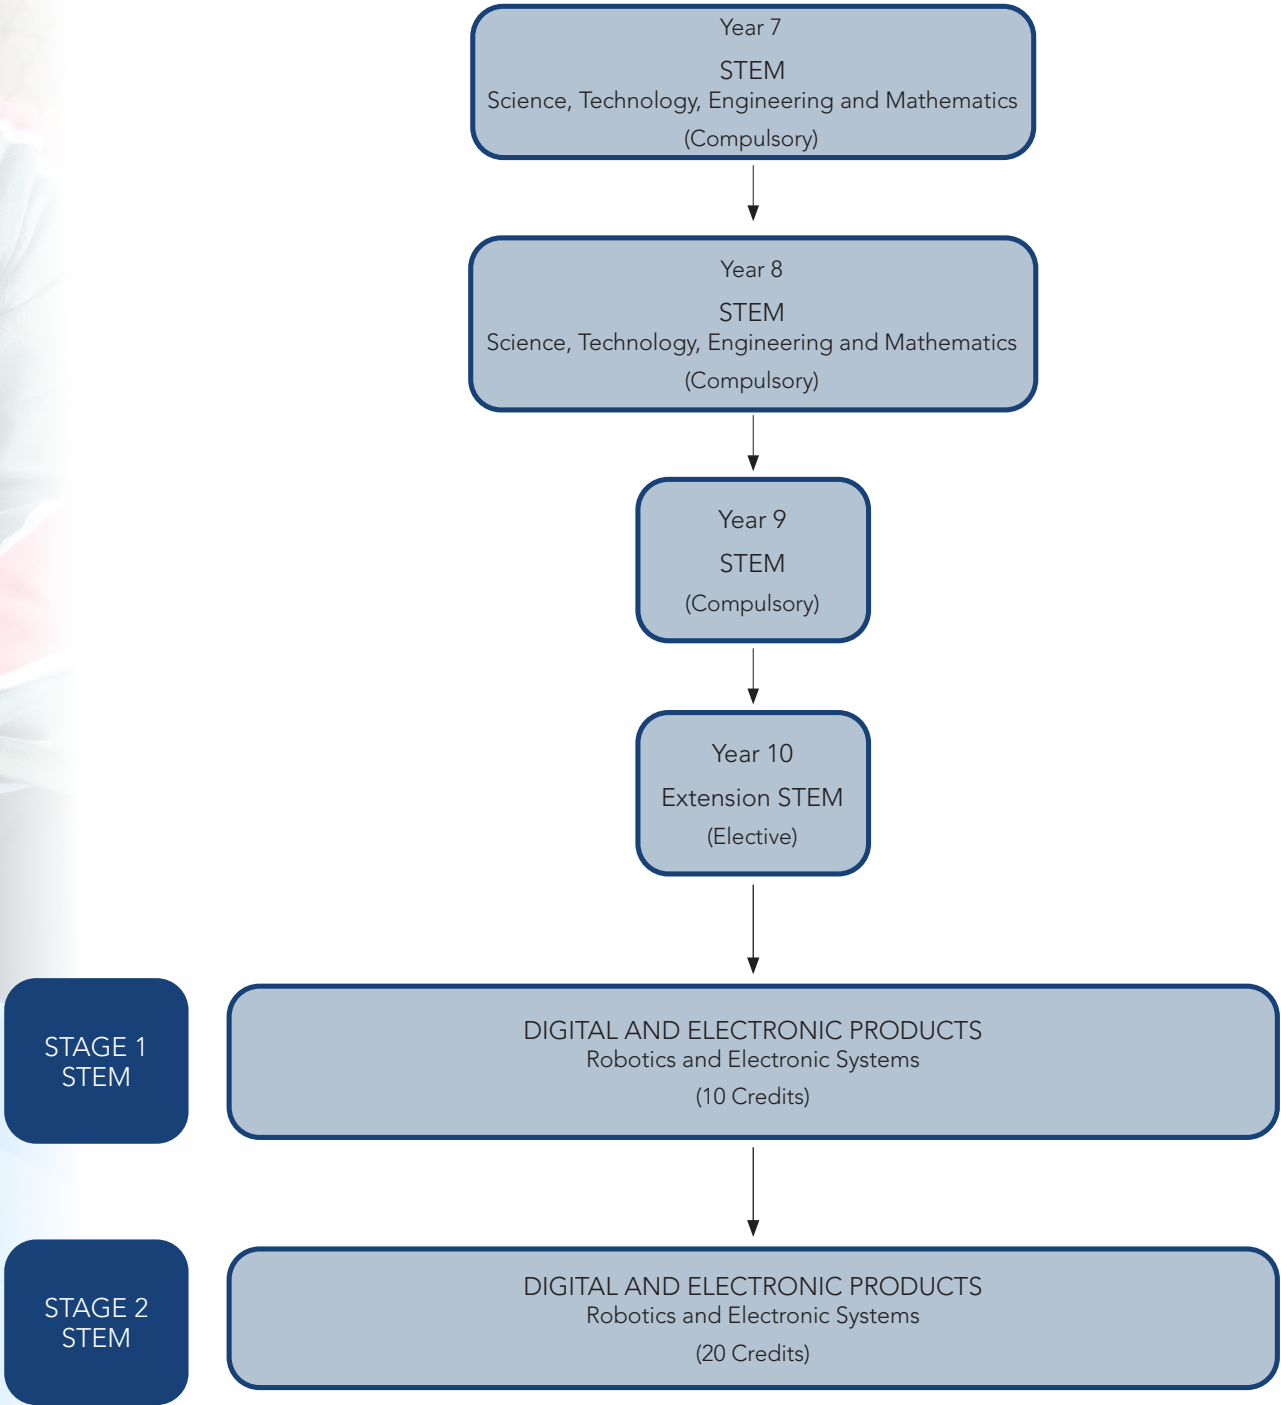 Year 7
STEM
Science, Technology, Engineering and Mathematics
(Compulsory)
Year 8
STEM
Science, Technology, Engineering and Mathematics
(Compulsory)
Year 9
STEM
(Compulsory)
Year 10
Extension STEM
(Elective)
STAGE 1
STEM
DIGITAL AND ELECTRONIC PRODUCTS
Robotics and Electronic Systems
(10 Credits)
STAGE 2
STEM
DIGITAL AND ELECTRONIC PRODUCTS
Robotics and Electronic Systems
(20 Credits)